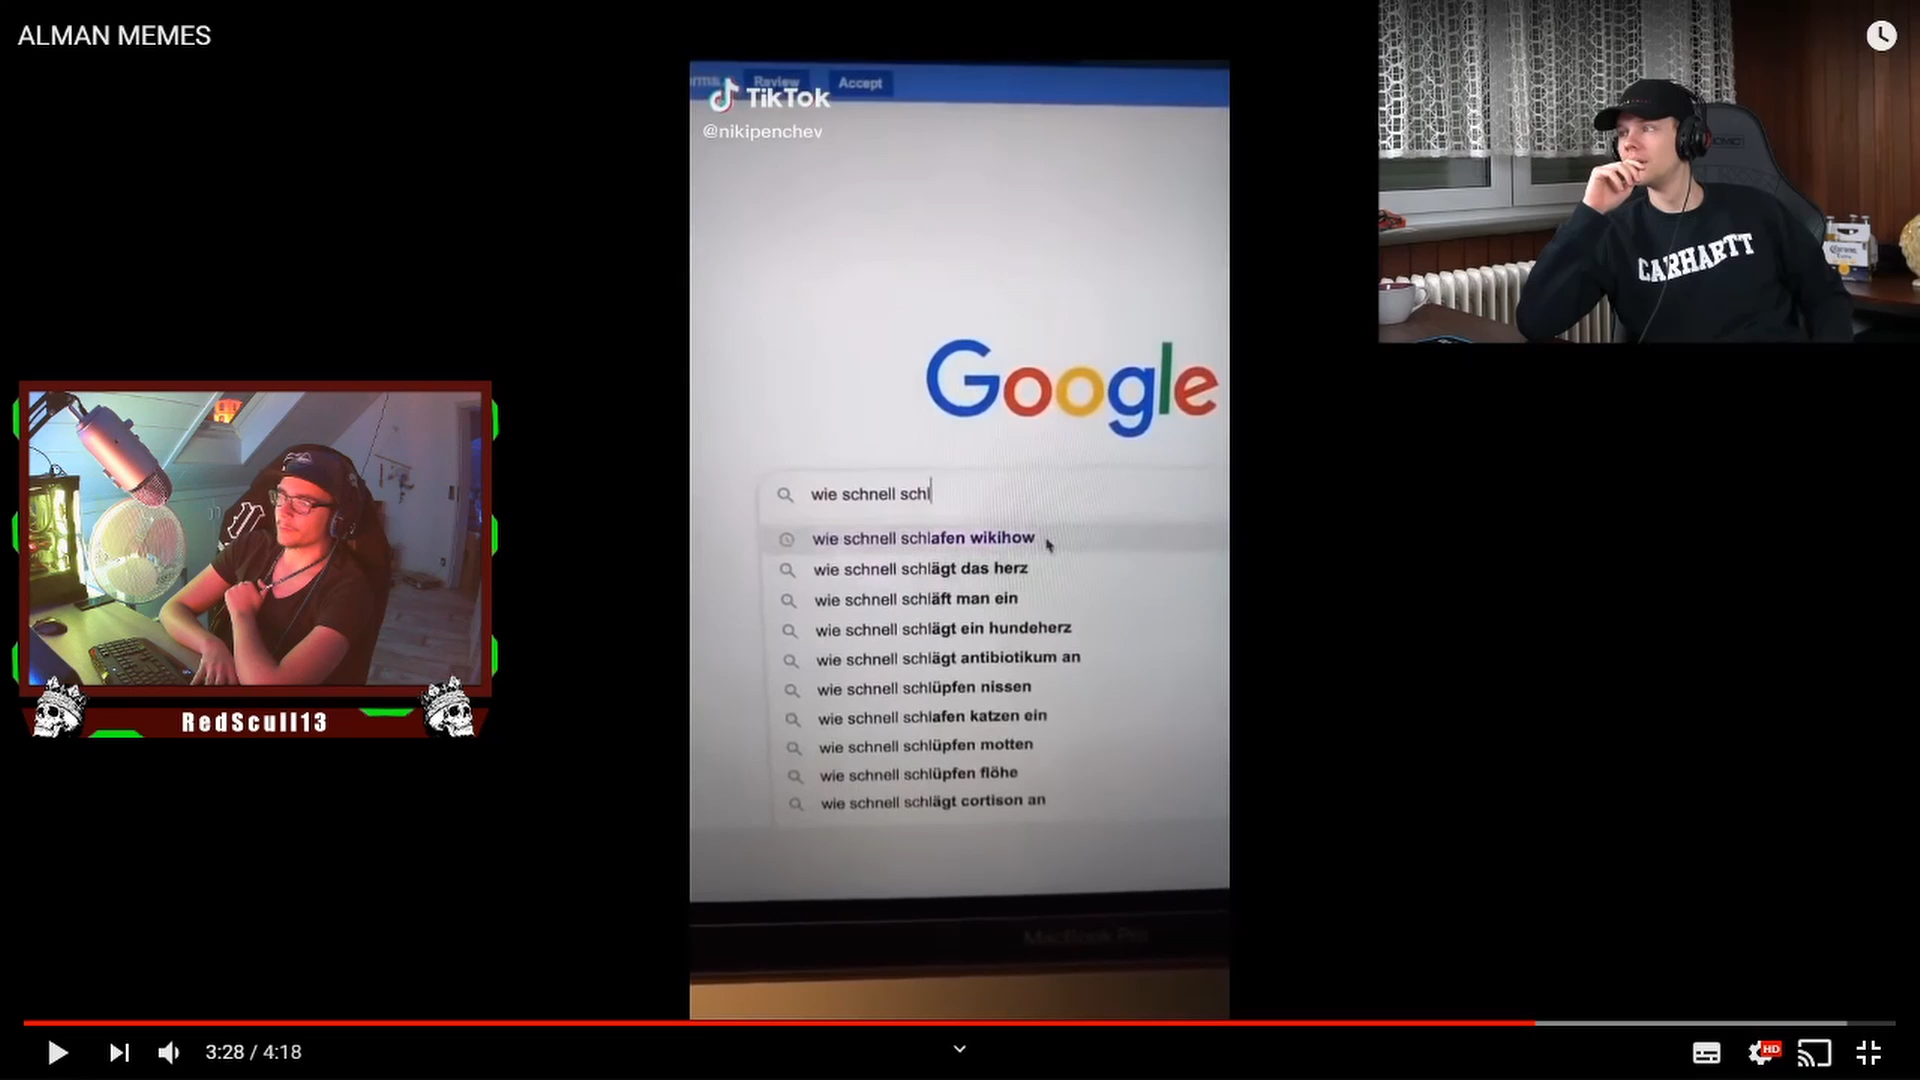 ALMAN MEMES
Review
Accept
TikTok
@nikipenchev
Google
wie schnell schl
wie schnell schlafen wikihow
wie schnell schlägt das herz
wie schnell schläft man ein
wie schnell schlägt ein hundeherz
wie schnell schlägt antibiotikum an
wie schnell schlüpfen nissen
wie schnell schlafen katzen ein
wie schnell schlüpfen motten
wie schnell schlüpfen flöhe
wie schnell schlägt cortison an
MacBook Pro
CARHARTT
RedScull13
3:28 / 4:18
HD